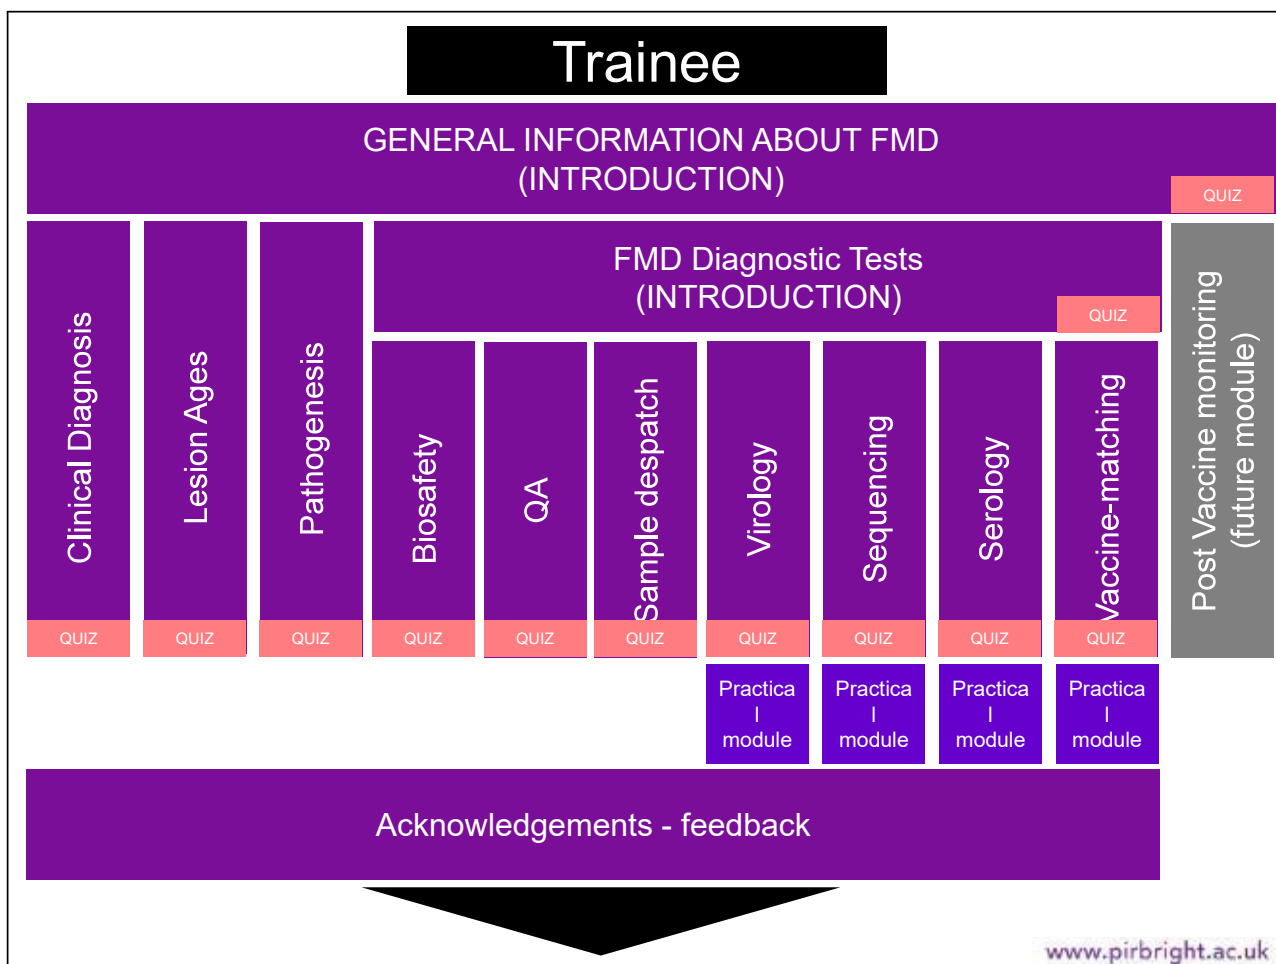 Trainee
GENERAL INFORMATION ABOUT FMD
(INTRODUCTION)
QUIZ
Clinical Diagnosis
QUIZ
Lesion Ages
QUIZ
Pathogenesis
QUIZ
FMD Diagnostic Tests
(INTRODUCTION)
QUIZ
Biosafety
QUIZ
QA
QUIZ
Sample despatch
QUIZ
Virology
QUIZ
Practica
l
module
Sequencing
QUIZ
Practica
l
module
Serology
QUIZ
Practica
l
module
Vaccine-matching
QUIZ
Practica
l
module
Post Vaccine monitoring
(future module)
Acknowledgements - feedback
www.pirbright.ac.uk